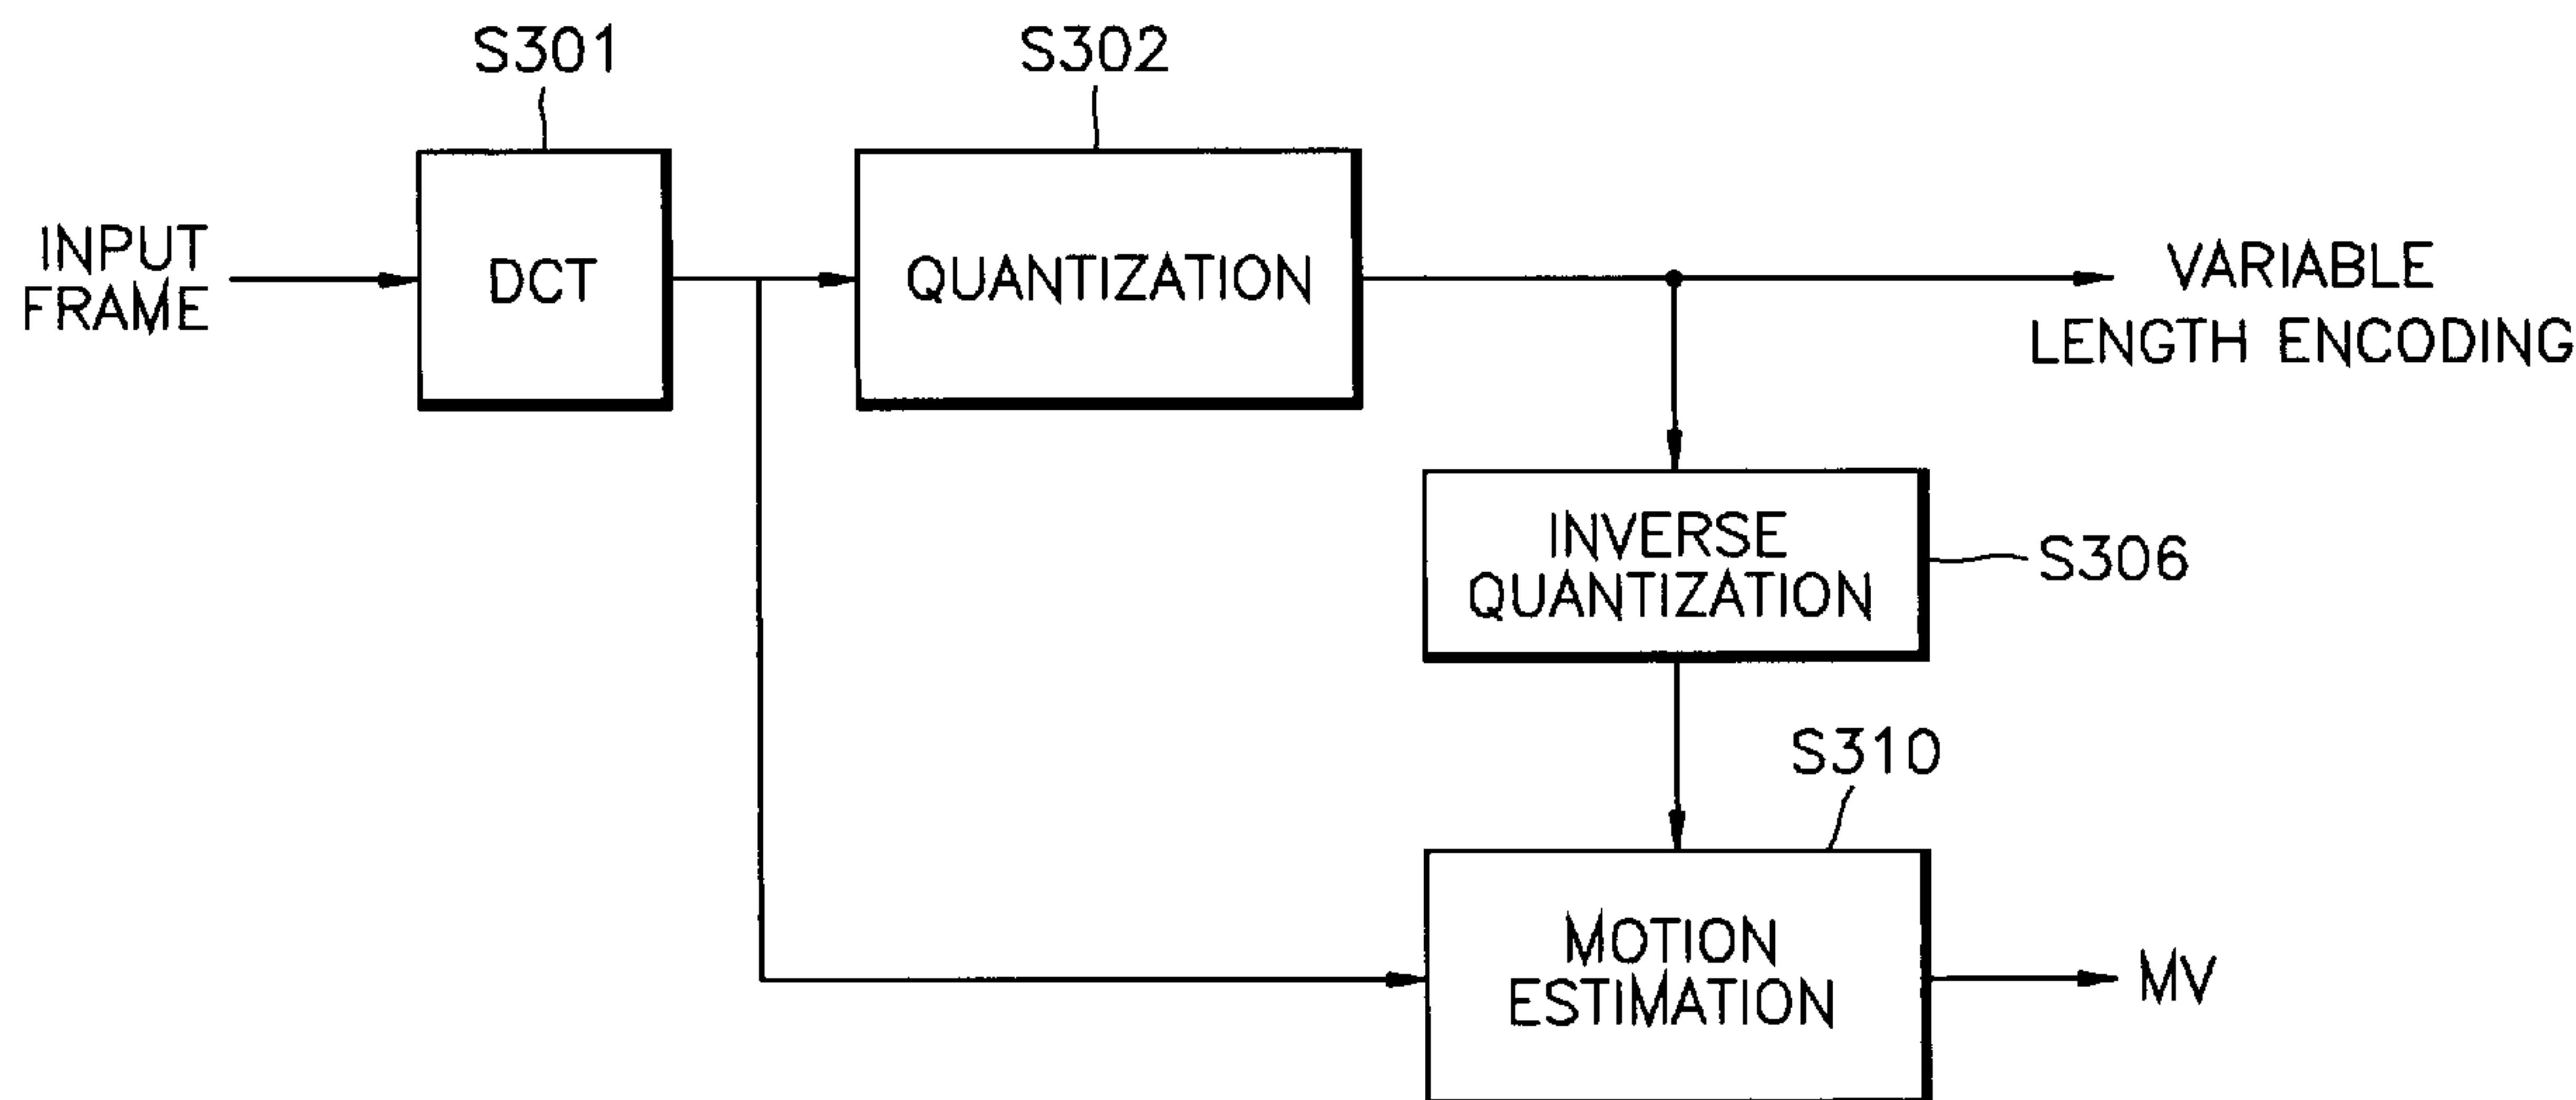 S301
S302
INPUT
FRAME
DCT
QUANTIZATION
VARIABLE
LENGTH ENCODING
INVERSE
QUANTIZATION
S306
S310
MOTION
ESTIMATION
MV